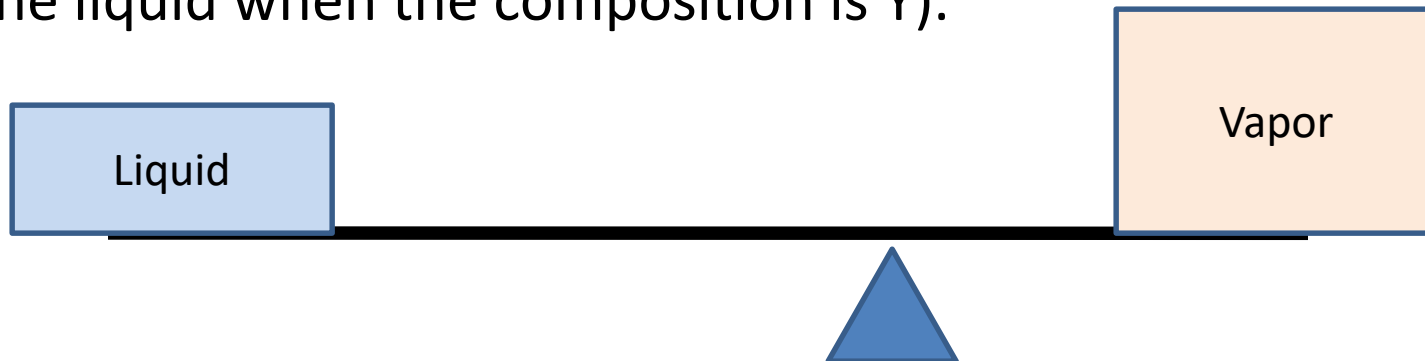 he liquid when the composition is Y).
Vapor
Liquid